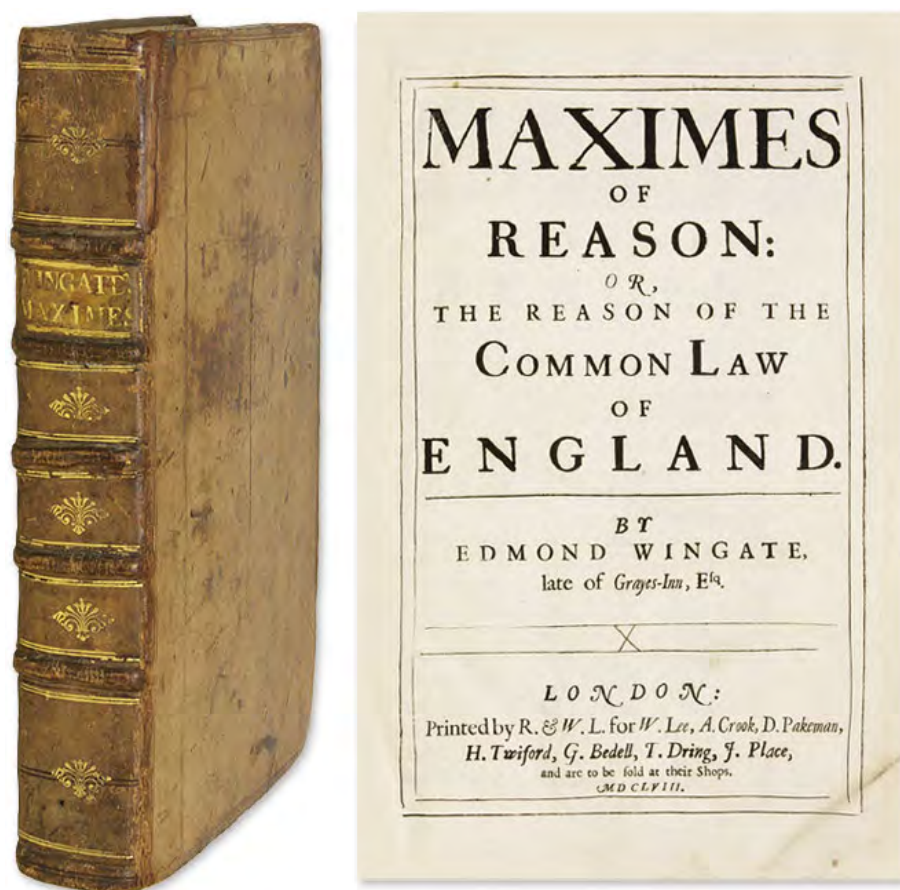 WINGATE'S
MAXIMES
MAXIMES
OF
REASON:
OR,
THE REASON OF THE
COMMON LAW
OF
ENGLAND.
BY
EDMOND WINGATE,
late of Grayes-Inn, Esq.
LONDON:
Printed by R. & W. L. for W. Lee, A. Crook, D. Pakeman,
H. Twiford, G. Bedell, T. Dring, J. Place,
and are to be sold at their Shops.
MDCLVIII.